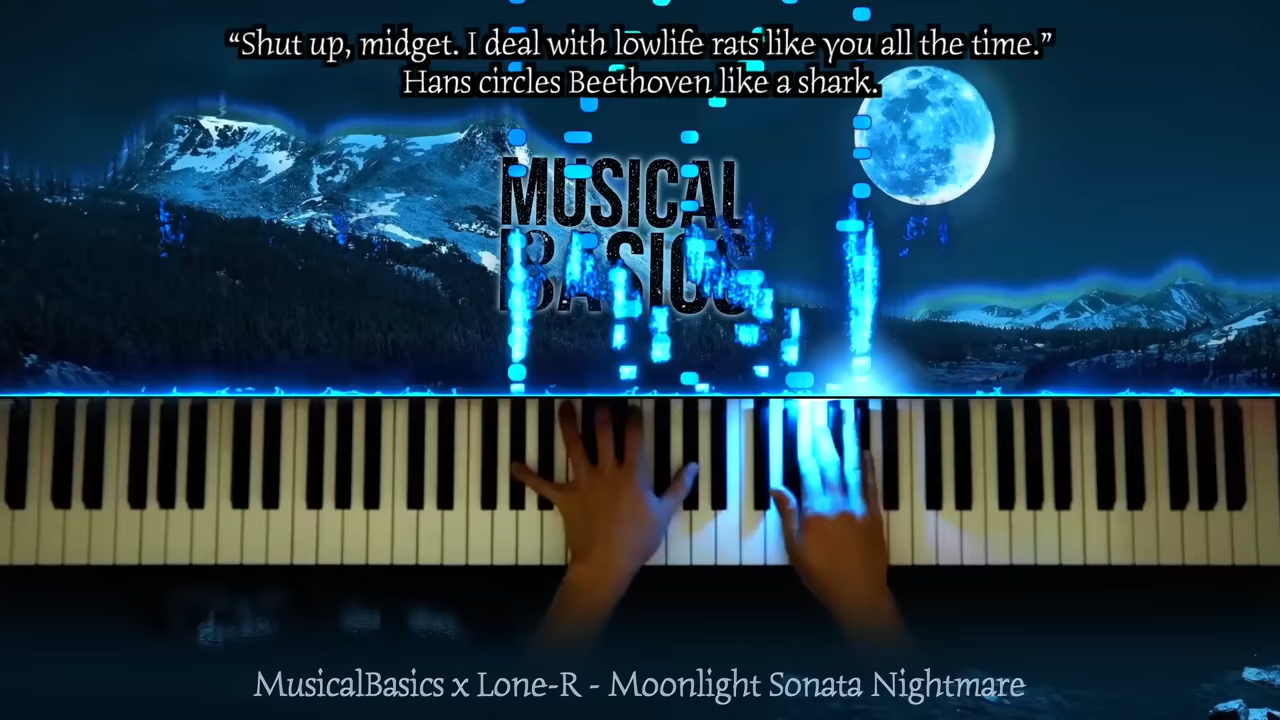 “Shut up, midget. I deal with lowlife rats like you all the time.”
Hans circles Beethoven like a shark.
MUSICAL
BASICS
MusicalBasics x Lone-R - Moonlight Sonata Nightmare